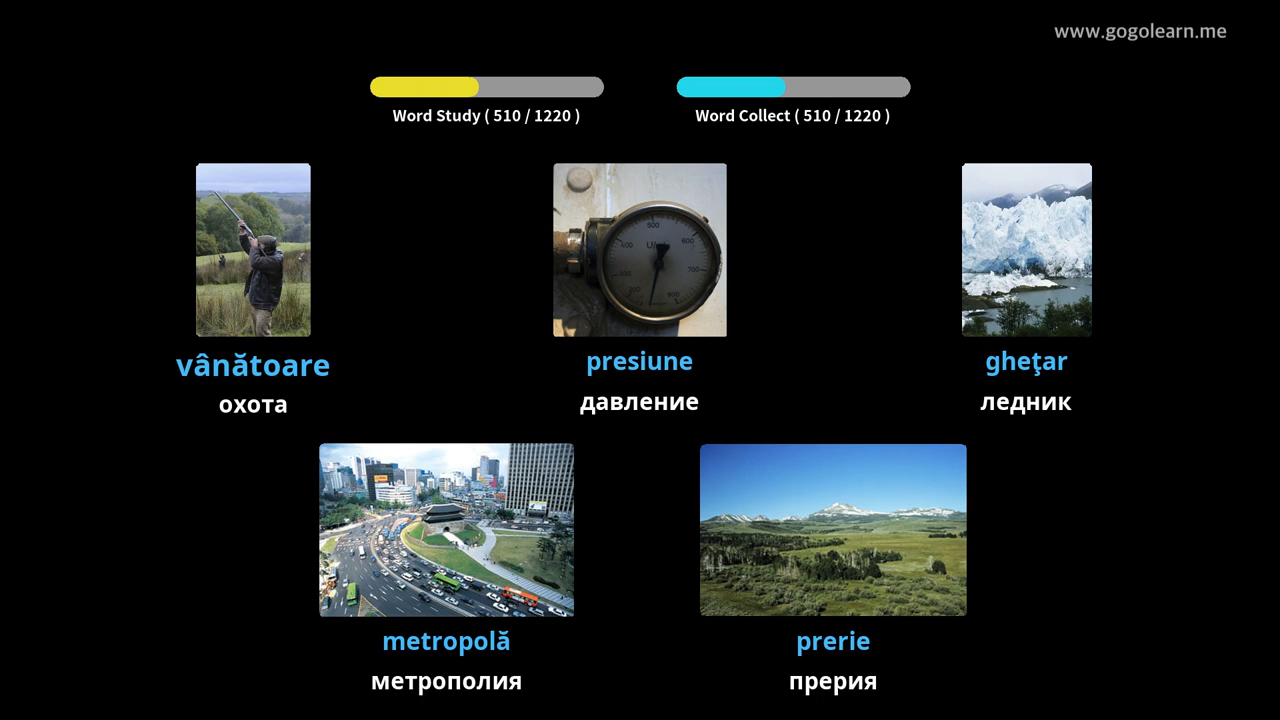 www.gogolearn.me
Word Study ( 510 / 1220 )
Word Collect ( 510 / 1220 )
vânătoare
охота
presiune
давление
gheţar
ледник
metropolă
метрополия
prerie
прерия